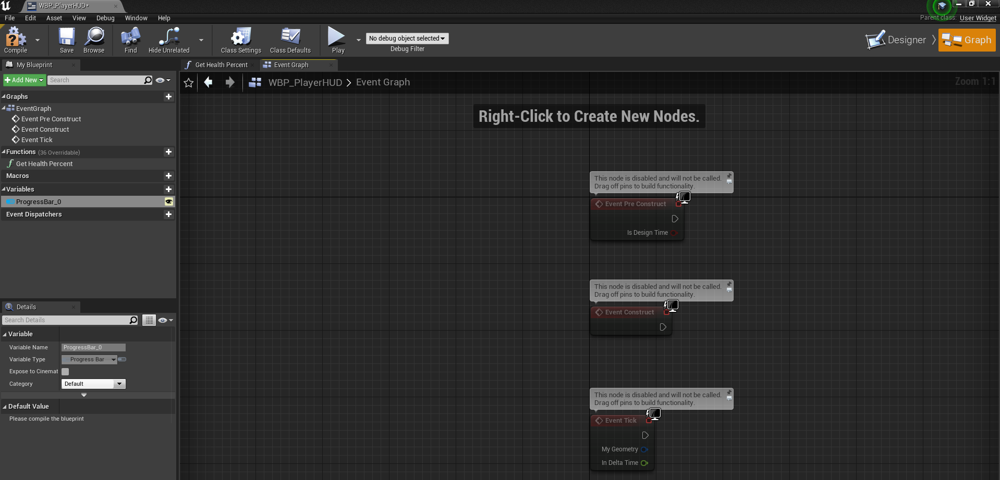 WBP_PlayerHUD*
File Edit Asset View Debug Window Help
Parent class: User Widget
Compile Save Browse Find Hide Unrelated Class Settings Class Defaults Play
No debug object selected
Debug Filter
Designer Graph
My Blueprint
Get Health Percent
Event Graph
Add New Search
WBP_PlayerHUD > Event Graph
Zoom 1:1
Graphs
EventGraph
Event Pre Construct
Event Construct
Event Tick
Functions (36 Overridable)
Get Health Percent
Macros
Variables
ProgressBar_0
Event Dispatchers
Right-Click to Create New Nodes.
This node is disabled and will not be called.
Drag off pins to build functionality.
Event Pre Construct
Is Design Time
This node is disabled and will not be called.
Drag off pins to build functionality.
Event Construct
This node is disabled and will not be called.
Drag off pins to build functionality.
Event Tick
My Geometry
In Delta Time
Details
Search Details
Variable
Variable Name ProgressBar_0
Variable Type Progress Bar
Expose to Cinemat
Category Default
Default Value
Please compile the blueprint